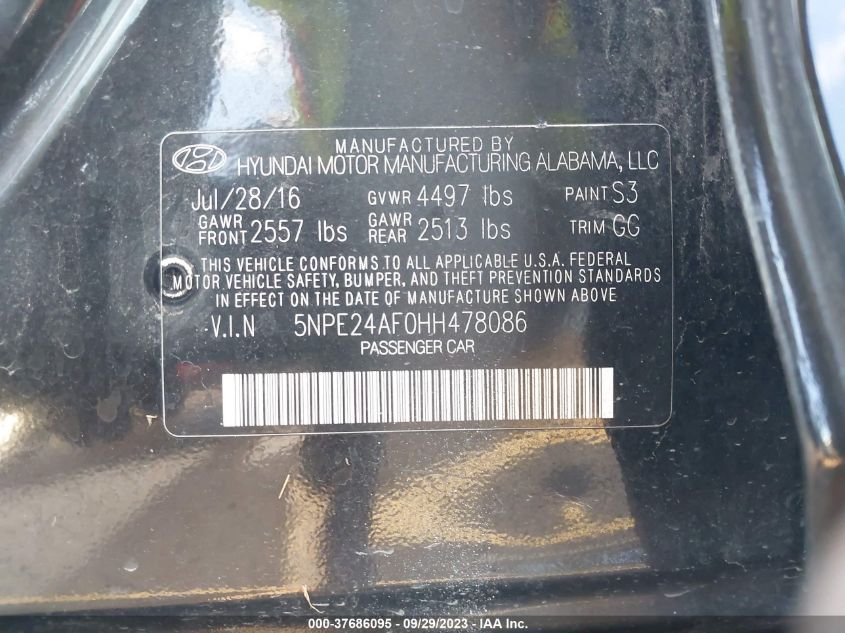 MANUFACTURED BY
HYUNDAI MOTOR MANUFACTURING ALABAMA, LLC
Jul/28/16 GVWR 4497 lbs PAINT S3
GAWR FRONT 2557 lbs GAWR REAR 2513 lbs TRIM GG
THIS VEHICLE CONFORMS TO ALL APPLICABLE U.S.A. FEDERAL
MOTOR VEHICLE SAFETY, BUMPER, AND THEFT PREVENTION STANDARDS
IN EFFECT ON THE DATE OF MANUFACTURE SHOWN ABOVE
V.I.N 5NPE24AF0HH478086
PASSENGER CAR
000-37686095 - 09/29/2023 - © IAA Inc.